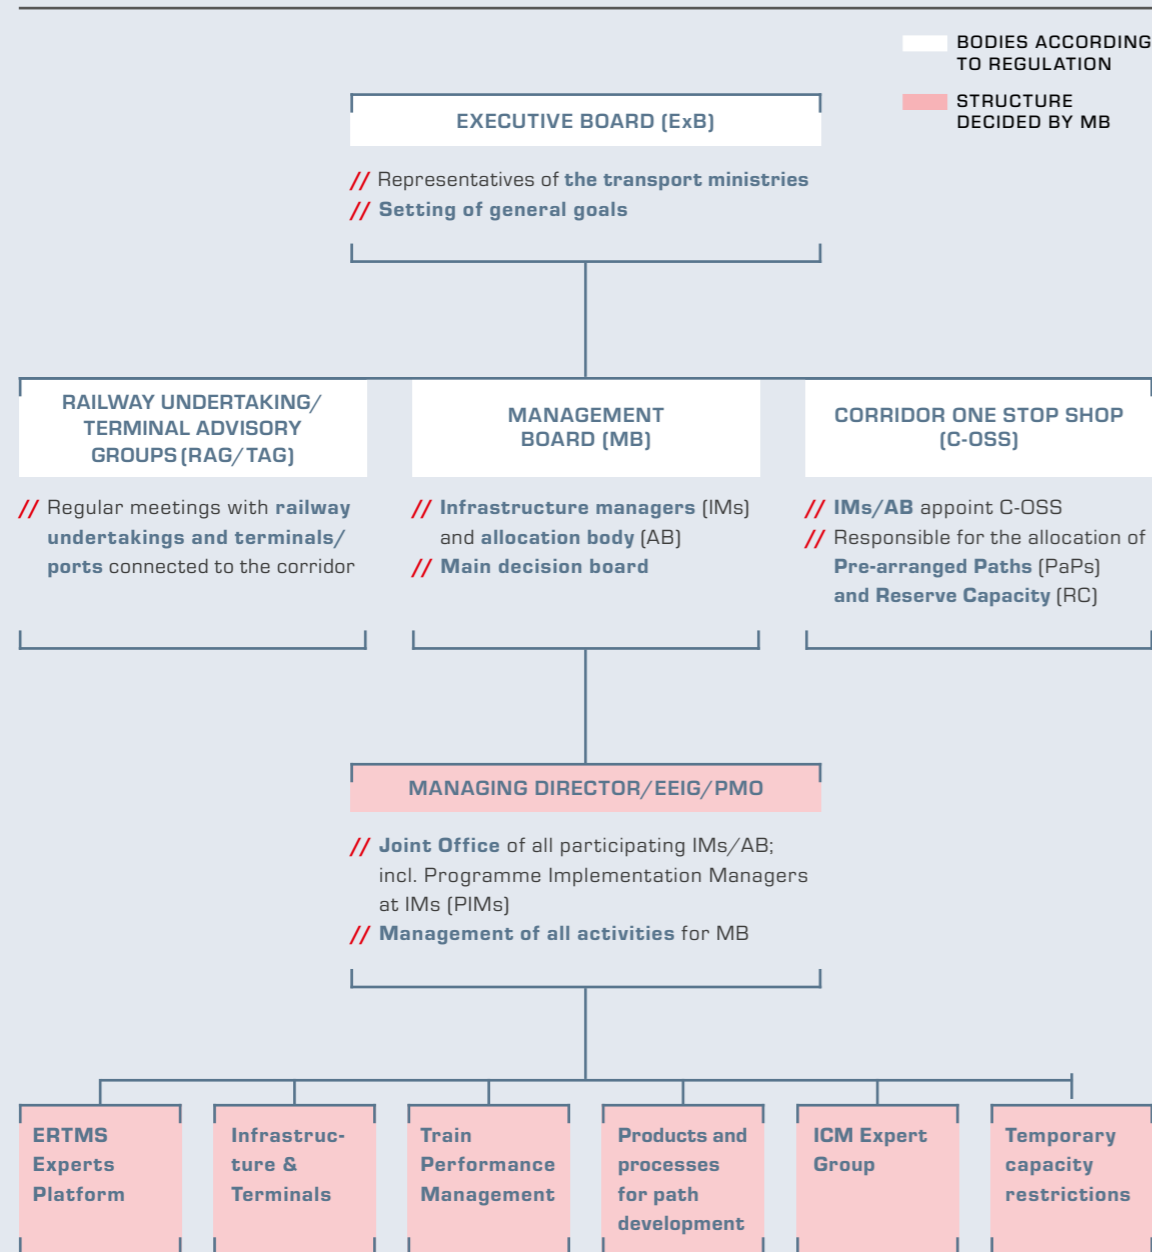 BODIES ACCORDING
TO REGULATION
STRUCTURE
DECIDED BY MB
EXECUTIVE BOARD (ExB)
// Representatives of the transport ministries
// Setting of general goals
RAILWAY UNDERTAKING/
TERMINAL ADVISORY
GROUPS (RAG/TAG)
// Regular meetings with railway
undertakings and terminals/
ports connected to the corridor
MANAGEMENT
BOARD (MB)
// Infrastructure managers (IMs)
and allocation body (AB)
// Main decision board
CORRIDOR ONE STOP SHOP
(C-OSS)
// IMs/AB appoint C-OSS
// Responsible for the allocation of
Pre-arranged Paths (PaPs)
and Reserve Capacity (RC)
MANAGING DIRECTOR/EEIG/PMO
// Joint Office of all participating IMs/AB;
incl. Programme Implementation Managers
at IMs (PIMs)
// Management of all activities for MB
ERTMS
Experts
Platform
Infrastruc-
ture &
Terminals
Train
Performance
Management
Products and
processes
for path
development
ICM Expert
Group
Temporary
capacity
restrictions